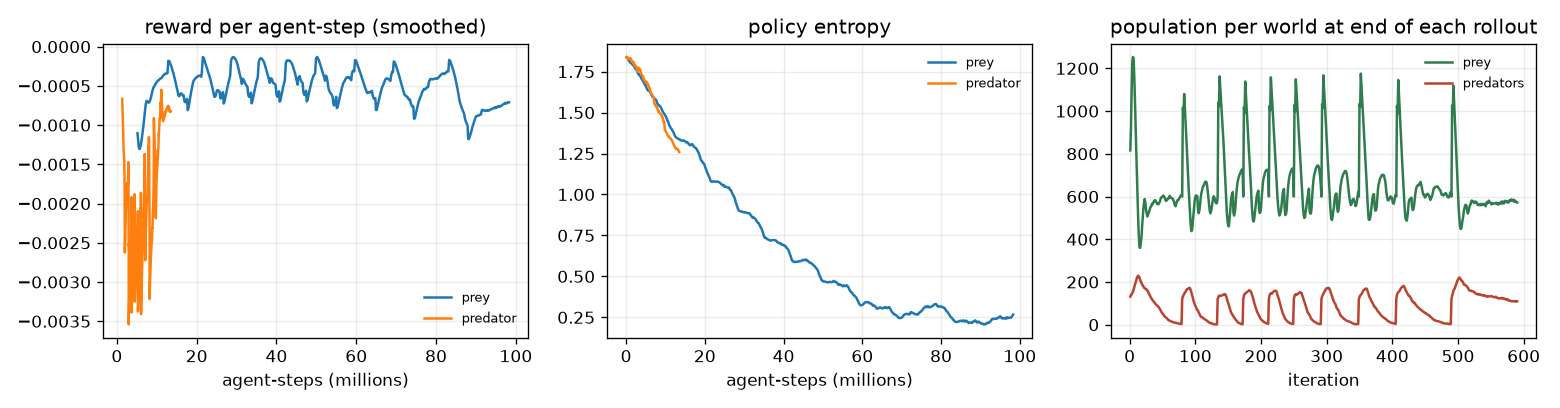 reward per agent-step (smoothed)
0.0000
−0.0005
−0.0010
−0.0015
−0.0020
−0.0025
−0.0030
−0.0035
prey
predator
0 20 40 60 80 100
agent-steps (millions)
policy entropy
1.75
1.50
1.25
1.00
0.75
0.50
0.25
prey
predator
0 20 40 60 80 100
agent-steps (millions)
population per world at end of each rollout
1200
1000
800
600
400
200
0
prey
predators
0 100 200 300 400 500 600
iteration